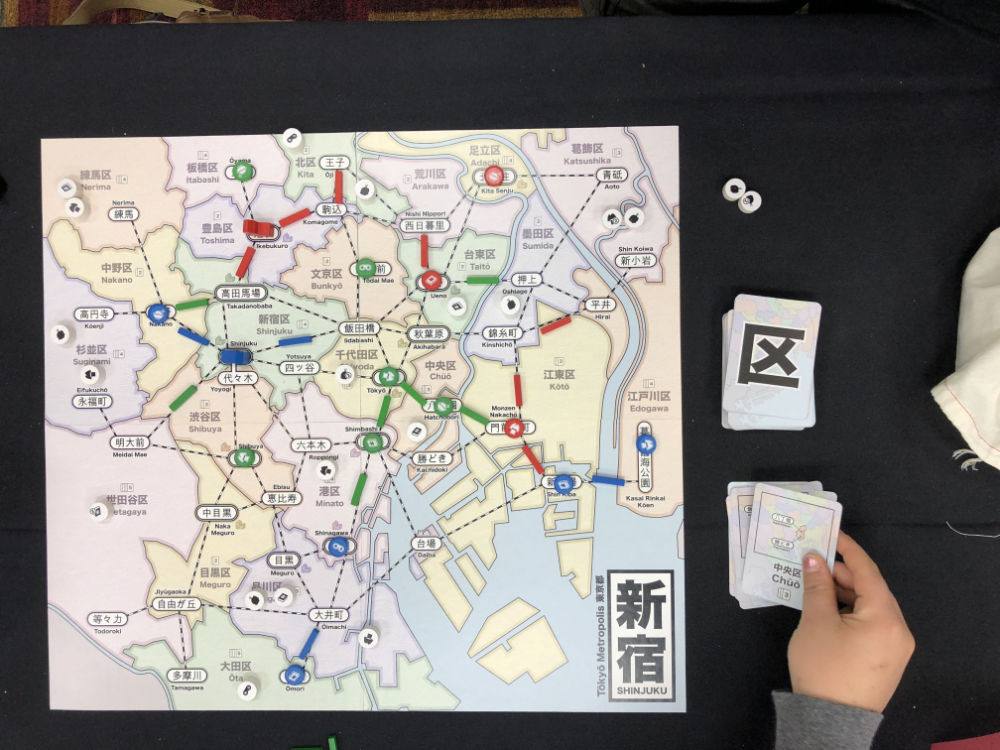 練馬区
Nerima
Nerima
練馬
板橋区
Itabashi
Ōyama
北区
Kita
王子
Ōji
荒川区
Arakawa
足立区
Adachi
Kita Senju
葛飾区
Katsushika
青砥
Aoto
豊島区
Toshima
Ikebukuro
駒込
Komagome
Nishi Nippori
西日暮里
墨田区
Sumida
Shin Koiwa
新小岩
中野区
Nakano
高円寺
Kōenji
Nakano
高田馬場
Takadanobaba
文京区
Bunkyō
前
Tōdai Mae
台東区
Taitō
Ueno
押上
Oshiage
平井
Hirai
新宿区
Shinjuku
飯田橋
Iidabashi
秋葉原
Akihabara
錦糸町
Kinshichō
杉並区
Suginami
Eifukuchō
永福町
Shinjuku
代々木
Yoyogi
Yotsuya
四ッ谷
千代田区
Tōkyō
中央区
Chūō
Hatchōbori
江東区
Kōtō
江戸川区
Edogawa
明大前
Meidai Mae
渋谷区
Shibuya
Shibuya
六本木
Roppongi
Shimbashi
勝どき
Kachidoki
Monzen
Nakachō
Shin Kiba
海公園
Kasai Rinkai
Kōen
世田谷区
Setagaya
中目黒
Naka
Meguro
Ebisu
恵比寿
港区
Minato
Shinagawa
目黒
Meguro
台場
Daiba
目黒区
Meguro
品川区
Jiyūgaoka
自由が丘
等々力
Todoroki
大井町
Ōimachi
多摩川
Tamagawa
大田区
Ōta
Ōmori
Tōkyō Metropolis 東京都
新宿
SHINJUKU
区
中央区
Chūō